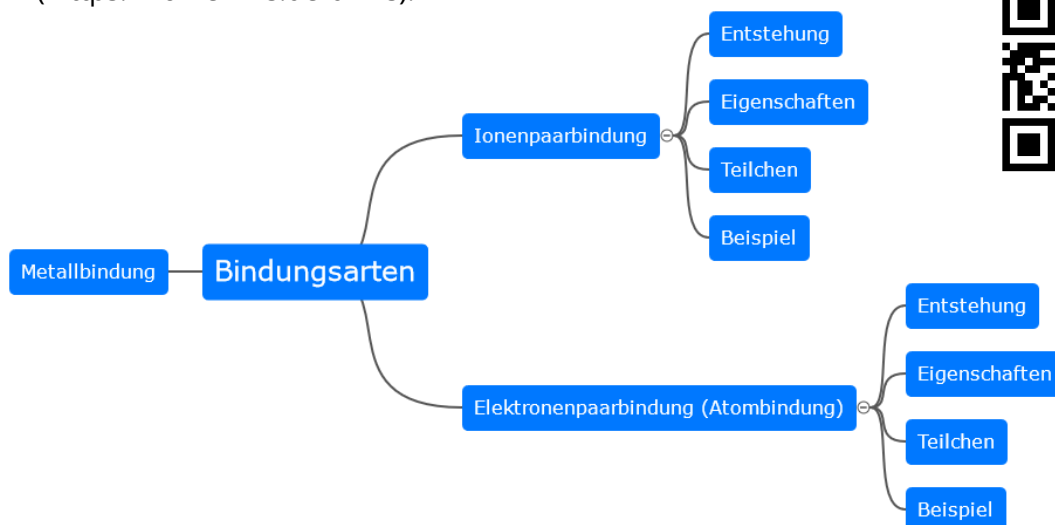 Entstehung
Eigenschaften
Ionenpaarbindung
Teilchen
Beispiel
Metallbindung
Bindungsarten
Entstehung
Eigenschaften
Elektronenpaarbindung (Atombindung)
Teilchen
Beispiel